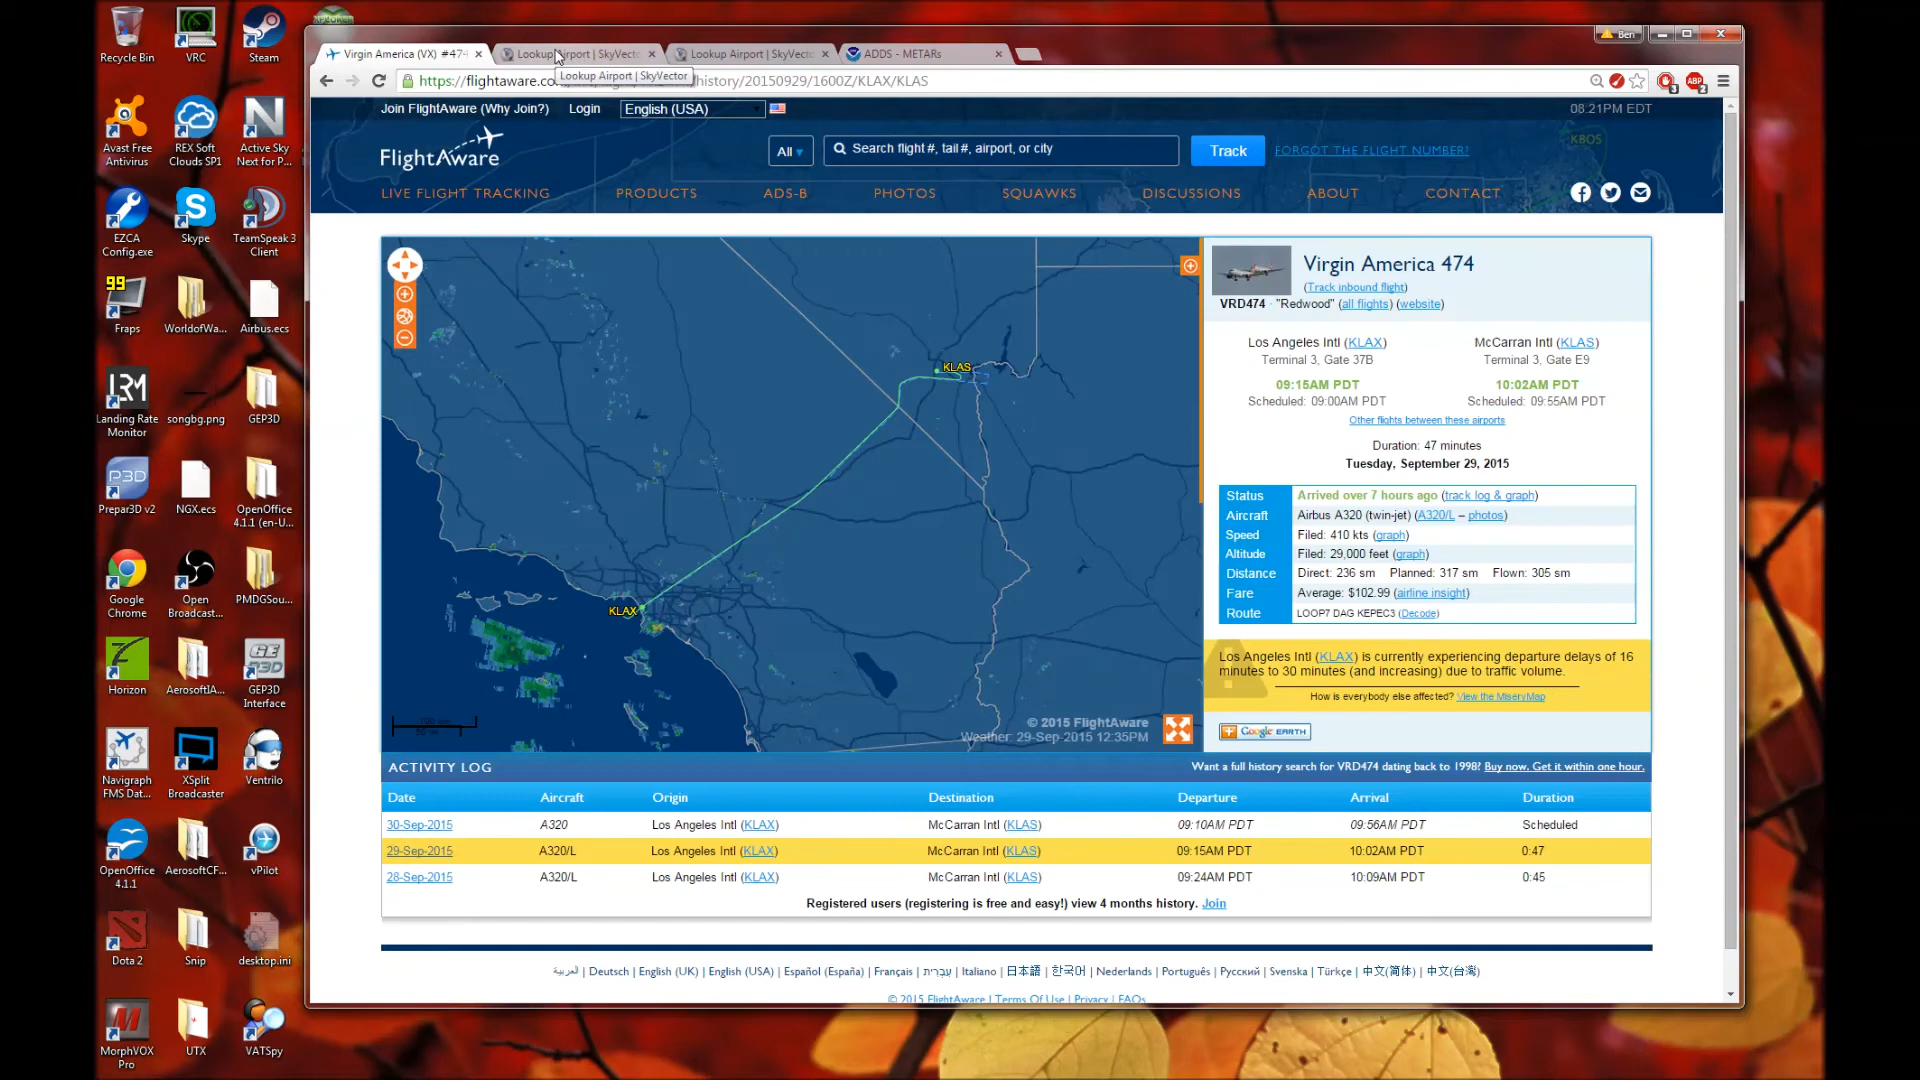 Recycle Bin
VRC
Steam
Avast Free Antivirus
REX Soft Clouds SP1
Active Sky Next for P...
EZCA Config.exe
Skype
TeamSpeak 3 Client
99
Fraps
WorldofWa...
Airbus.ecs
LRM
Landing Rate Monitor
songbg.png
GEP3D
P3D
Prepar3D v2
NGX.ecs
OpenOffice 4.1.1 (en-U...
Google Chrome
Open Broadcast...
PMDGSou...
Horizon
AerosoftA...
GEP3D Interface
Navigraph FMS Dat...
XSplit Broadcaster
Ventrilo
OpenOffice 4.1.1
AerosoftCF...
vPilot
Dota 2
Snip
desktop.ini
MorphVOX Pro
UTX
VATSpy
Ben
Virgin America (VX) #474
Lookup Airport | SkyVecto
Lookup Airport | SkyVecto
ADDS - METARs
Lookup Airport | SkyVector
https://flightaware.co
history/20150929/1600Z/KLAX/KLAS
Join FlightAware (Why Join?) Login English (USA)
08:21PM EDT
FlightAware
All
Search flight #, tail #, airport, or city
Track
FORGOT THE FLIGHT NUMBER?
KBOS
LIVE FLIGHT TRACKING PRODUCTS ADS-B PHOTOS SQUAWKS DISCUSSIONS ABOUT CONTACT
KLAS
KLAX
© 2015 FlightAware
Weather: 29-Sep-2015 12:35PM
Virgin America 474
(Track inbound flight)
VRD474 · "Redwood" (all flights) (website)
Los Angeles Intl (KLAX) McCarran Intl (KLAS)
Terminal 3, Gate 37B Terminal 3, Gate E9
09:15AM PDT 10:02AM PDT
Scheduled: 09:00AM PDT Scheduled: 09:55AM PDT
Other flights between these airports
Duration: 47 minutes
Tuesday, September 29, 2015
Status Arrived over 7 hours ago (track log & graph)
Aircraft Airbus A320 (twin-jet) (A320/L – photos)
Speed Filed: 410 kts (graph)
Altitude Filed: 29,000 feet (graph)
Distance Direct: 236 sm Planned: 317 sm Flown: 305 sm
Fare Average: $102.99 (airline insight)
Route LOOP7 DAG KEPEC3 (Decode)
Los Angeles Intl (KLAX) is currently experiencing departure delays of 16
minutes to 30 minutes (and increasing) due to traffic volume.
How is everybody else affected? View the MiseryMap
Google EARTH
ACTIVITY LOG
Want a full history search for VRD474 dating back to 1998? Buy now. Get it within one hour.
Date Aircraft Origin Destination Departure Arrival Duration
30-Sep-2015 A320 Los Angeles Intl (KLAX) McCarran Intl (KLAS) 09:10AM PDT 09:56AM PDT Scheduled
29-Sep-2015 A320/L Los Angeles Intl (KLAX) McCarran Intl (KLAS) 09:15AM PDT 10:02AM PDT 0:47
28-Sep-2015 A320/L Los Angeles Intl (KLAX) McCarran Intl (KLAS) 09:24AM PDT 10:09AM PDT 0:45
Registered users (registering is free and easy!) view 4 months history. Join
العربية | Deutsch | English (UK) | English (USA) | Español (España) | Français | עברית | Italiano | 日本語 | 한국어 | Nederlands | Português | Русский | Svenska | Türkçe | 中文(简体) | 中文(台灣)
© 2015 FlightAware | Terms Of Use | Privacy | FAQs